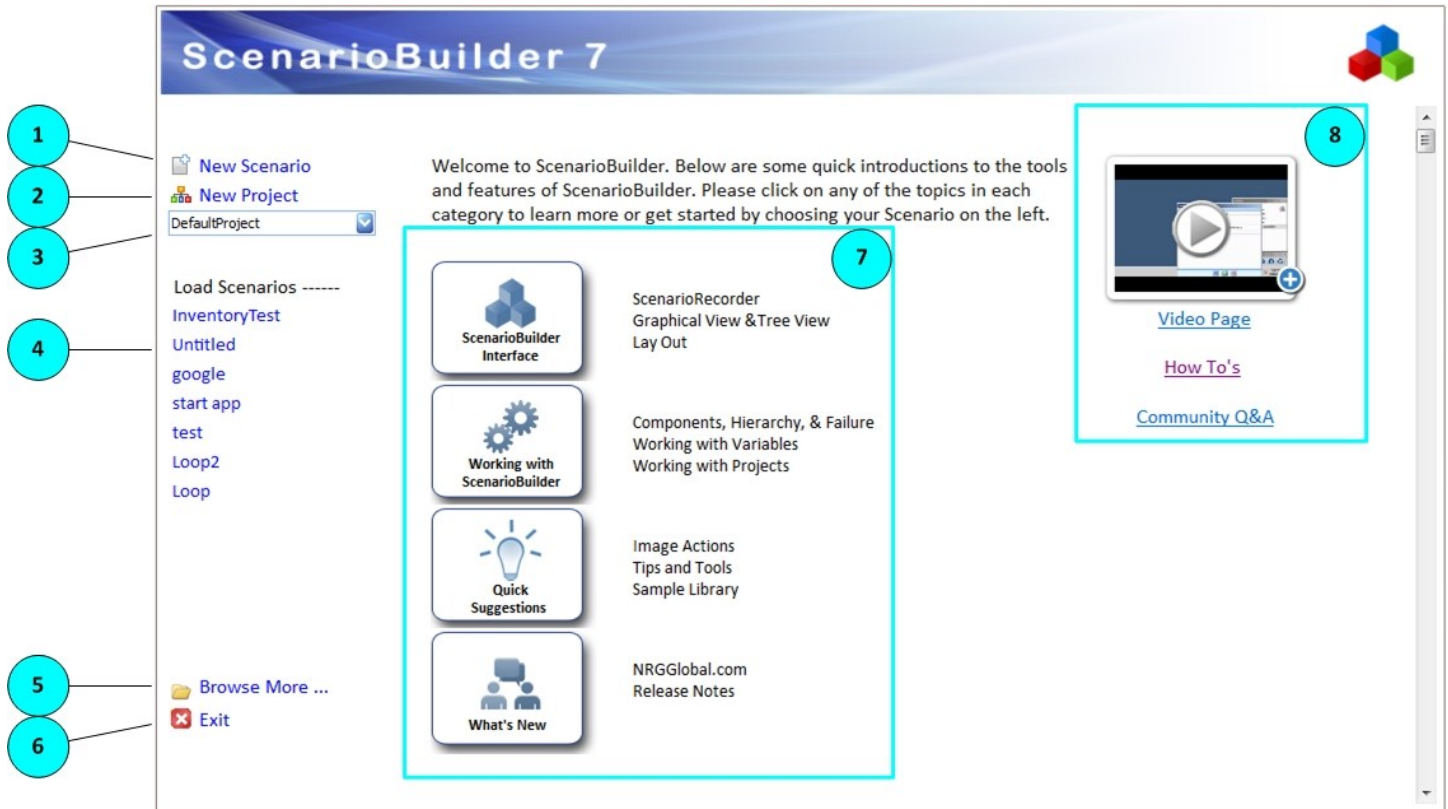 ScenarioBuilder 7
1
New Scenario
2
New Project
3
DefaultProject
Load Scenarios ------
InventoryTest
4
Untitled
google
start app
test
Loop2
Loop
5
Browse More ...
6
Exit
Welcome to ScenarioBuilder. Below are some quick introductions to the tools
and features of ScenarioBuilder. Please click on any of the topics in each
category to learn more or get started by choosing your Scenario on the left.
7
ScenarioBuilder
Interface
ScenarioRecorder
Graphical View &Tree View
Lay Out
Working with
ScenarioBuilder
Components, Hierarchy, & Failure
Working with Variables
Working with Projects
Quick
Suggestions
Image Actions
Tips and Tools
Sample Library
What's New
NRGGlobal.com
Release Notes
8
Video Page
How To's
Community Q&A